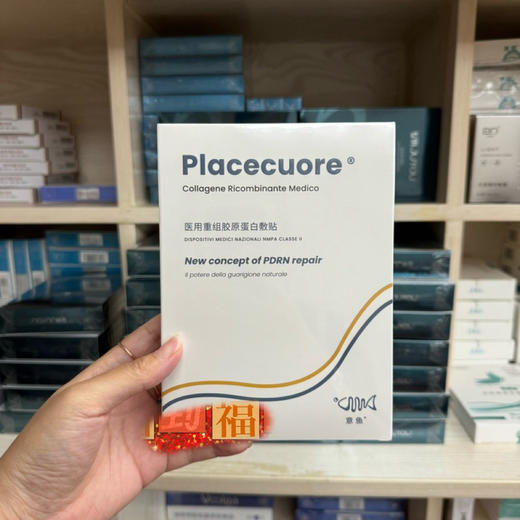 Placecuore®
Collagene Ricombinante Medico
医用重组胶原蛋白敷贴
DISPOSITIVI MEDICI NAZIONALI NMPA CLASSE II
New concept of PDRN repair
Il potere della guarigione naturale
意鱼
福
LIGHT